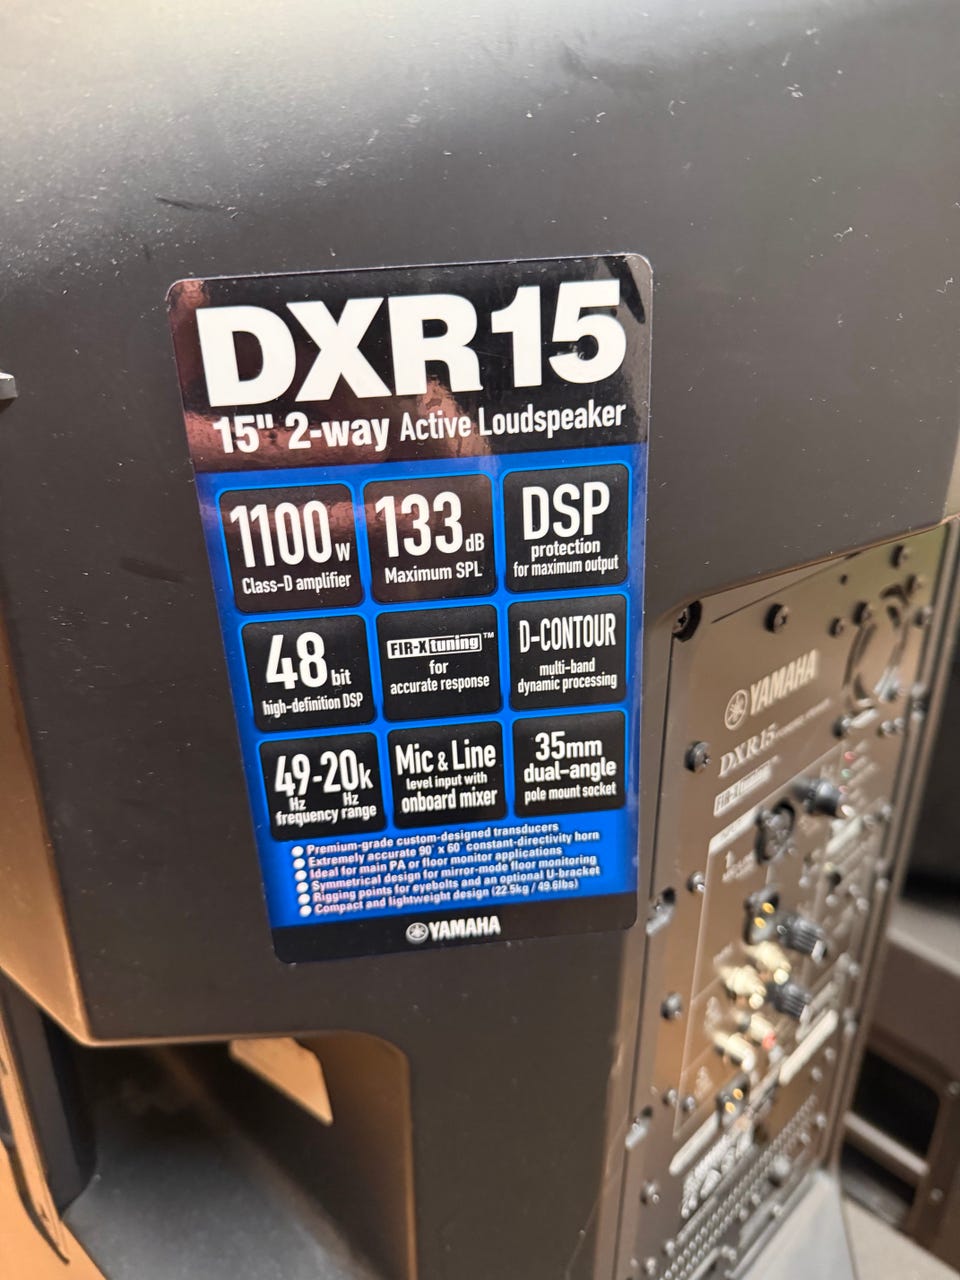 DXR15
15" 2-way Active Loudspeaker
1100W
Class-D amplifier
133dB
Maximum SPL
DSP
protection
for maximum output
48bit
high-definition DSP
FIR-X tuning™
for
accurate response
D-CONTOUR
multi-band
dynamic processing
49-20k
Hz Hz
frequency range
Mic & Line
level input with
onboard mixer
35mm
dual-angle
pole mount socket
● Premium-grade custom-designed transducers
● Extremely accurate 90° x 60° constant-directivity horn
● Ideal for main PA or floor monitor applications
● Symmetrical design for mirror-mode floor monitoring
● Rigging points for eyebolts and an optional U-bracket
● Compact and lightweight design (22.5kg / 49.6lbs)
YAMAHA
YAMAHA
DXR15
FIR-X tuning